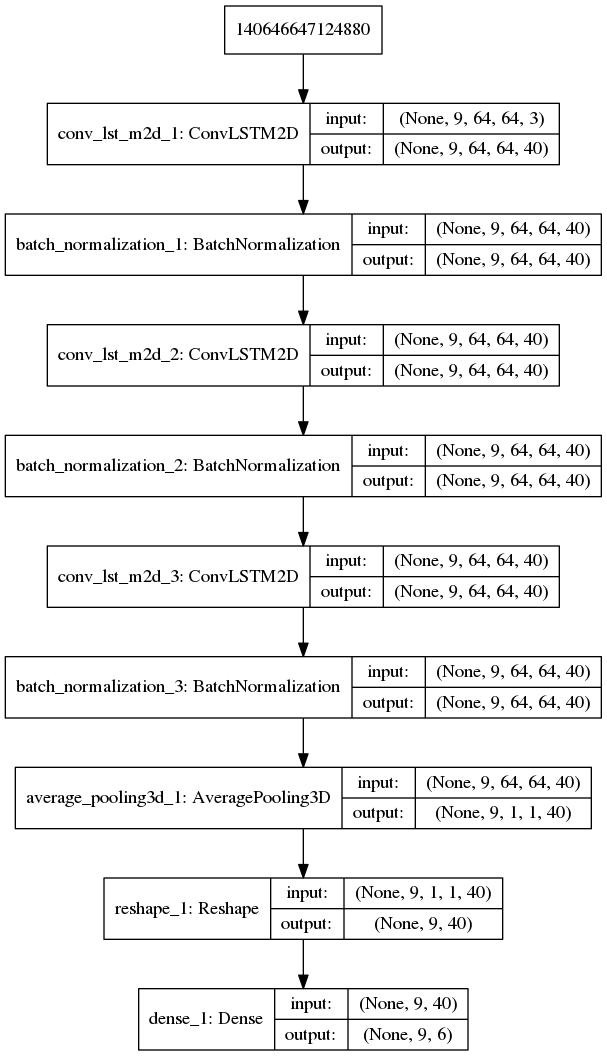 140646647124880
conv_lst_m2d_1: ConvLSTM2D
input: (None, 9, 64, 64, 3)
output: (None, 9, 64, 64, 40)
batch_normalization_1: BatchNormalization
input: (None, 9, 64, 64, 40)
output: (None, 9, 64, 64, 40)
conv_lst_m2d_2: ConvLSTM2D
input: (None, 9, 64, 64, 40)
output: (None, 9, 64, 64, 40)
batch_normalization_2: BatchNormalization
input: (None, 9, 64, 64, 40)
output: (None, 9, 64, 64, 40)
conv_lst_m2d_3: ConvLSTM2D
input: (None, 9, 64, 64, 40)
output: (None, 9, 64, 64, 40)
batch_normalization_3: BatchNormalization
input: (None, 9, 64, 64, 40)
output: (None, 9, 64, 64, 40)
average_pooling3d_1: AveragePooling3D
input: (None, 9, 64, 64, 40)
output: (None, 9, 1, 1, 40)
reshape_1: Reshape
input: (None, 9, 1, 1, 40)
output: (None, 9, 40)
dense_1: Dense
input: (None, 9, 40)
output: (None, 9, 6)